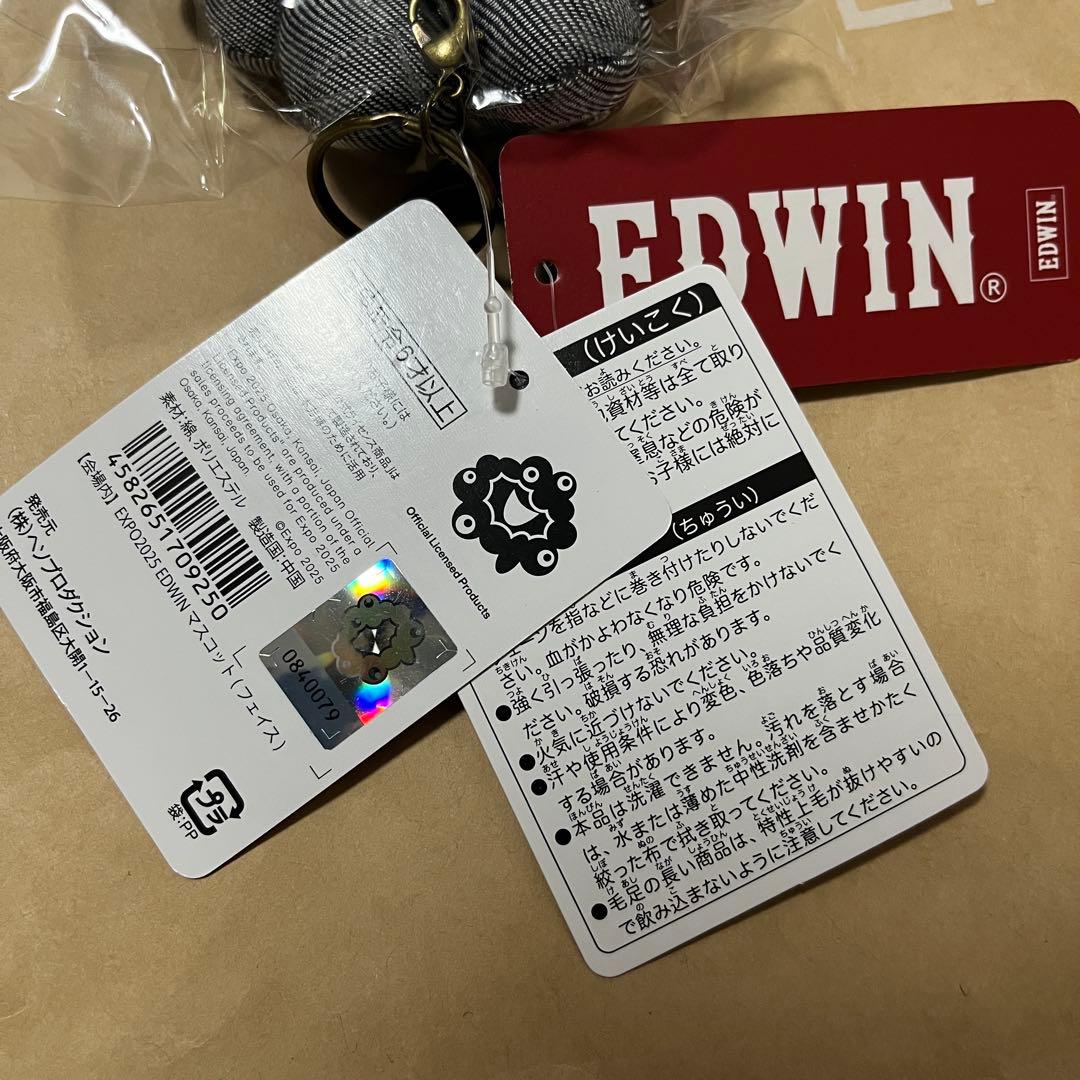 EDWIN®
EDWIN
6才以上
EXPO 2025 Osaka, Kansai, Japan Official
Licensed Products" are produced under a
licensing agreement, with a portion of the
sales proceeds to be used for Expo 2025
Osaka, Kansai, Japan
©Expo 2025
素材:綿、ポリエステル
製造国:中国
4582651709250
【会場内】EXPO2025 EDWIN マスコット(フェイス)
発売元
(株)ヘソプロダクション
大阪府大阪市福島区大開1-15-26
プラ
袋:PP
0840079
Official Licensed Products
(けいこく)
お読みください。
資材等は全て取り
てください。
息などの危険が
お子様には絶対に
(ちゅうい)
を指などに巻き付けたりしないでくだ
さい。血がかよわなくなり危険です。
●強く引っ張ったり、無理な負担をかけないでく
ださい。破損する恐れがあります。
●火気に近づけないでください。
●汗や使用条件により変色、色落ちや品質変化
する場合があります。
●本品は洗濯できません。汚れを落とす場合
は、水または薄めた中性洗剤を含ませかたく
絞った布で拭き取ってください。
●毛足の長い商品は、特性上毛が抜けやすいの
で飲み込まないように注意してください。